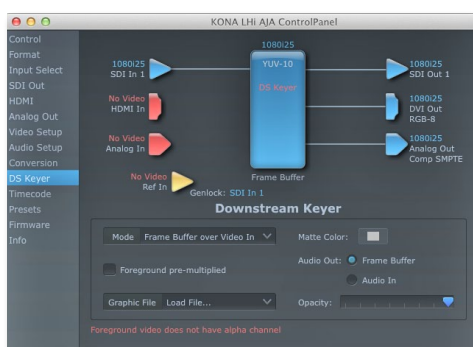 KONA LHi AJA ControlPanel
Control
Format
Input Select
SDI Out
HDMI
Analog Out
Video Setup
Audio Setup
Conversion
DS Keyer
Timecode
Presets
Firmware
Info
1080i25
SDI In 1
No Video
HDMI In
No Video
Analog In
No Video
Ref In
Genlock: SDI In 1
1080i25
YUV-10
DS Keyer
Frame Buffer
1080i25
SDI Out 1
1080i25
DVI Out
RGB-8
1080i25
Analog Out
Comp SMPTE
Downstream Keyer
Mode Frame Buffer over Video In
Matte Color:
Foreground pre-multiplied
Audio Out: Frame Buffer
Audio In
Graphic File Load File...
Opacity:
Foreground video does not have alpha channel